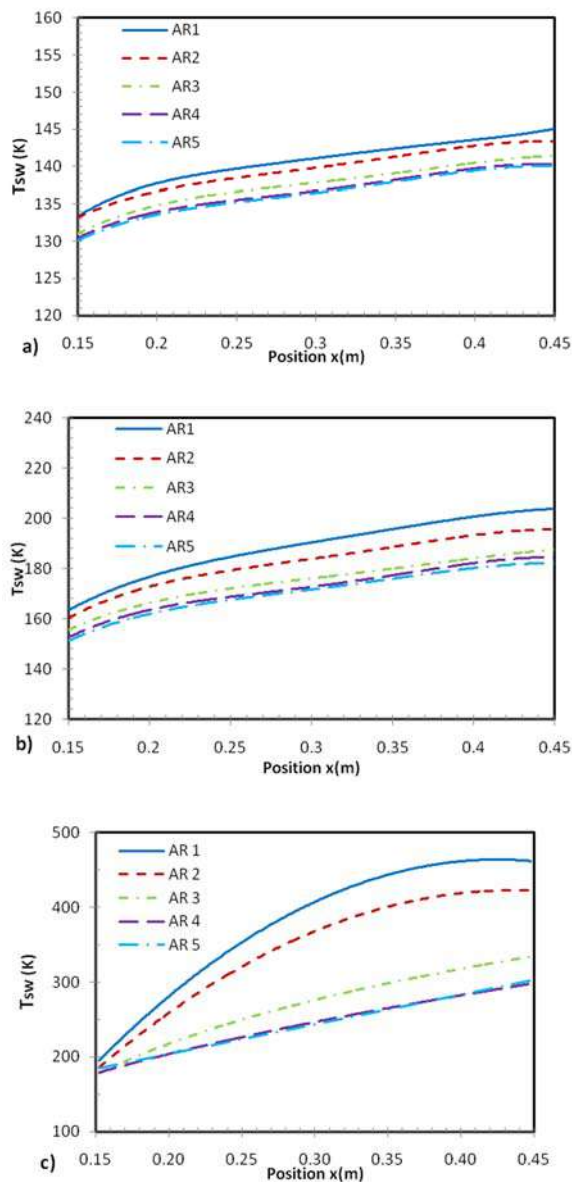 160
155
150
145
140
135
130
125
120
Tsw (K)
AR1
AR2
AR3
AR4
AR5
0.15 0.2 0.25 0.3 0.35 0.4 0.45
a) Position x(m)
240
220
200
180
160
140
120
Tsw (K)
AR1
AR2
AR3
AR4
AR5
0.15 0.2 0.25 0.3 0.35 0.4 0.45
b) Position x(m)
500
400
300
200
100
Tsw (K)
AR 1
AR 2
AR 3
AR 4
AR 5
0.15 0.20 0.25 0.30 0.35 0.40 0.45
c) Position x(m)